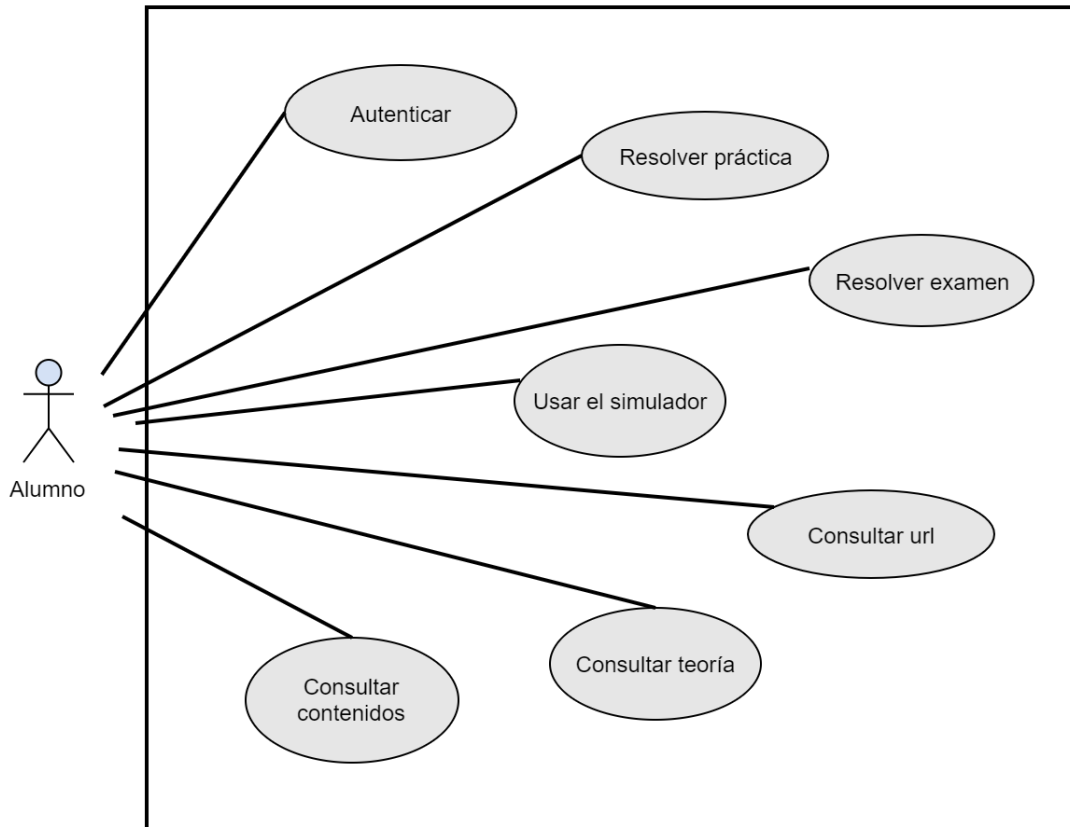 Autenticar
Resolver práctica
Resolver examen
Usar el simulador
Alumno
Consultar url
Consultar teoría
Consultar
contenidos